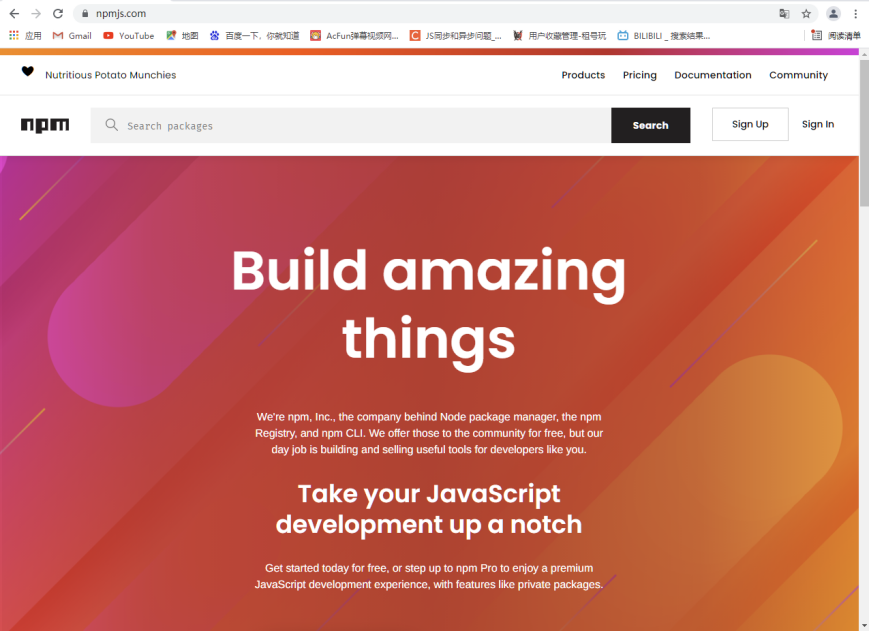 npmjs.com
应用 Gmail YouTube 地图 百度一下，你就知道 AcFun弹幕视频网... JS同步和异步问题_... 用户收藏管理-租号玩 BILIBILI _ 搜索结果... 阅读清单
Nutritious Potato Munchies Products Pricing Documentation Community
npm Search packages Search Sign Up Sign In
Build amazing
things
We're npm, Inc., the company behind Node package manager, the npm
Registry, and npm CLI. We offer those to the community for free, but our
day job is building and selling useful tools for developers like you.
Take your JavaScript
development up a notch
Get started today for free, or step up to npm Pro to enjoy a premium
JavaScript development experience, with features like private packages.